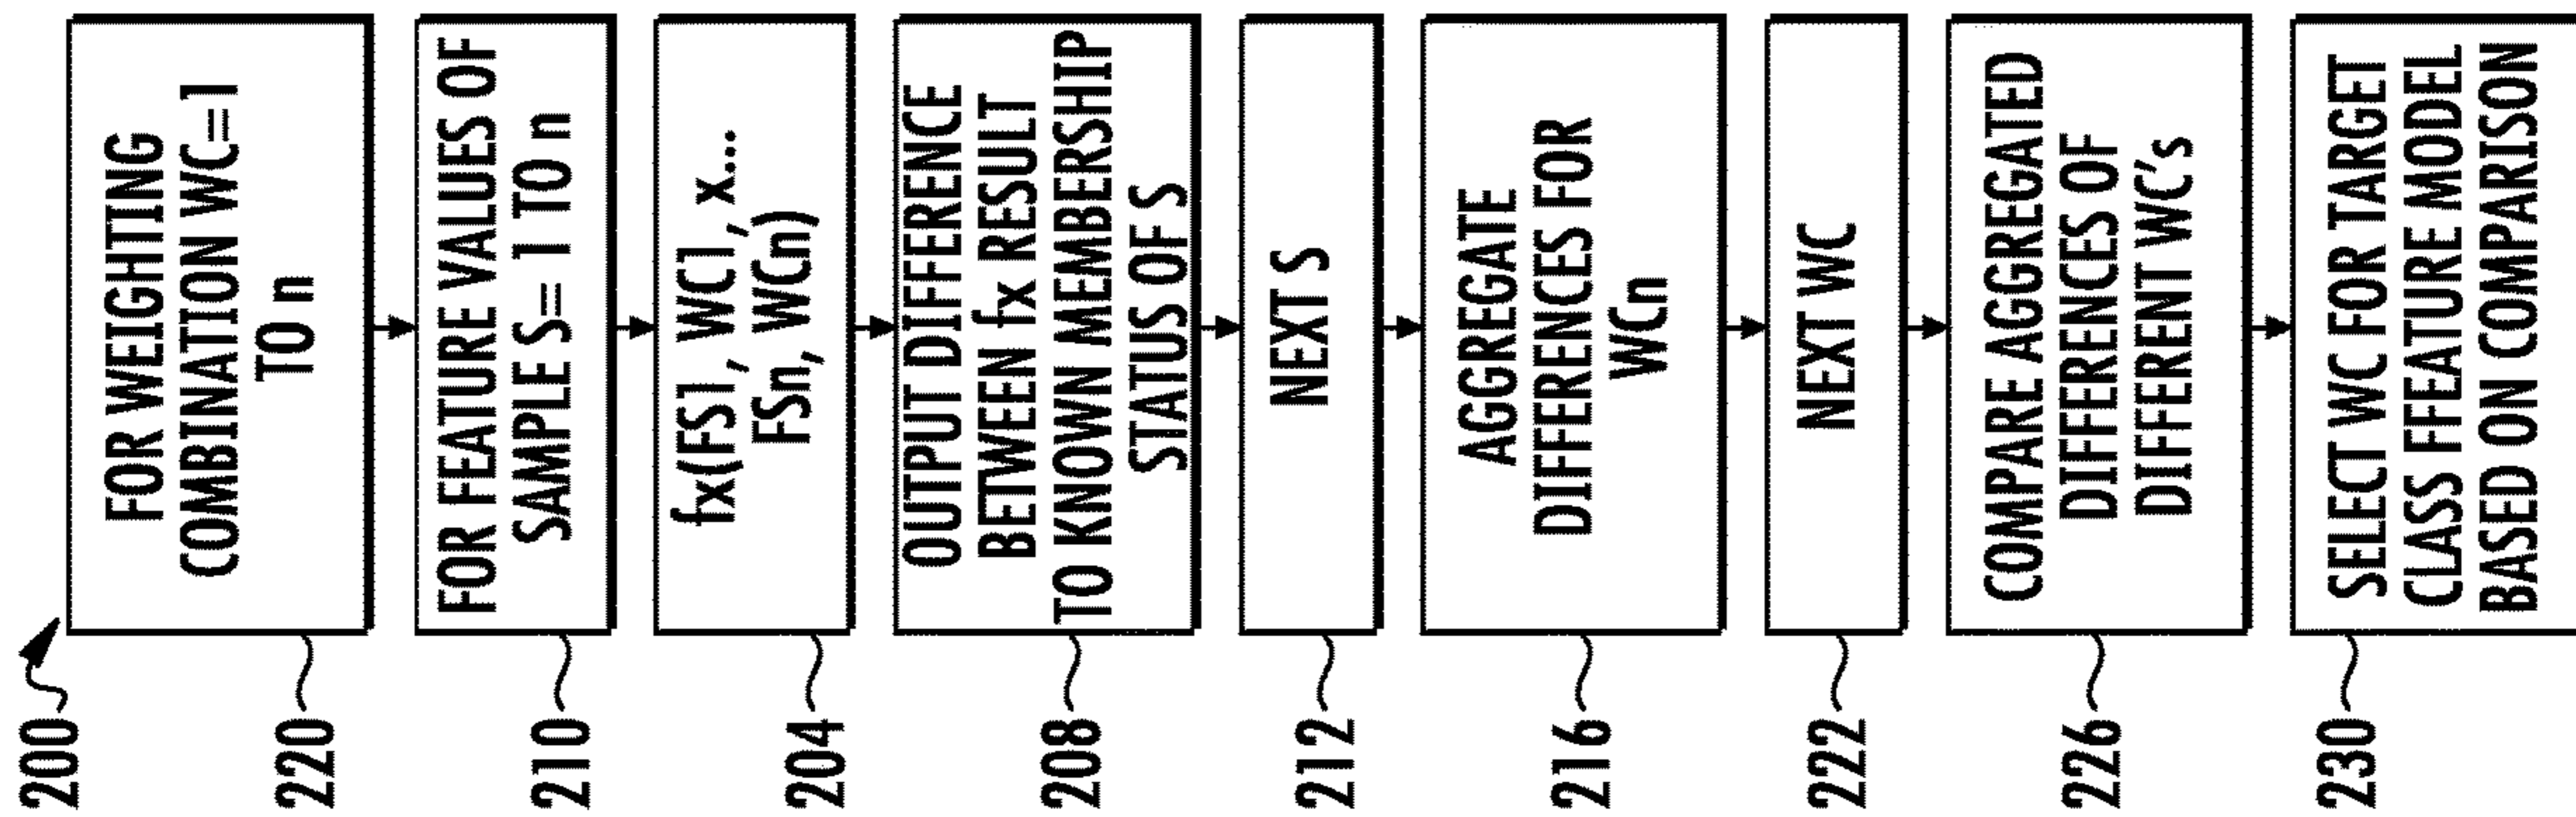 200
220
FOR WEIGHTING
COMBINATION WC=1
TO n
210
FOR FEATURE VALUES OF
SAMPLE S= 1 TO n
204
fx(FS1, WC1, x...
FSn, WCn)
208
OUTPUT DIFFERENCE
BETWEEN fx RESULT
TO KNOWN MEMBERSHIP
STATUS OF S
212
NEXT S
216
AGGREGATE
DIFFERENCES FOR
WCn
222
NEXT WC
226
COMPARE AGGREGATED
DIFFERENCES OF
DIFFERENT WC's
230
SELECT WC FOR TARGET
CLASS FFEATURE MODEL
BASED ON COMPARISON